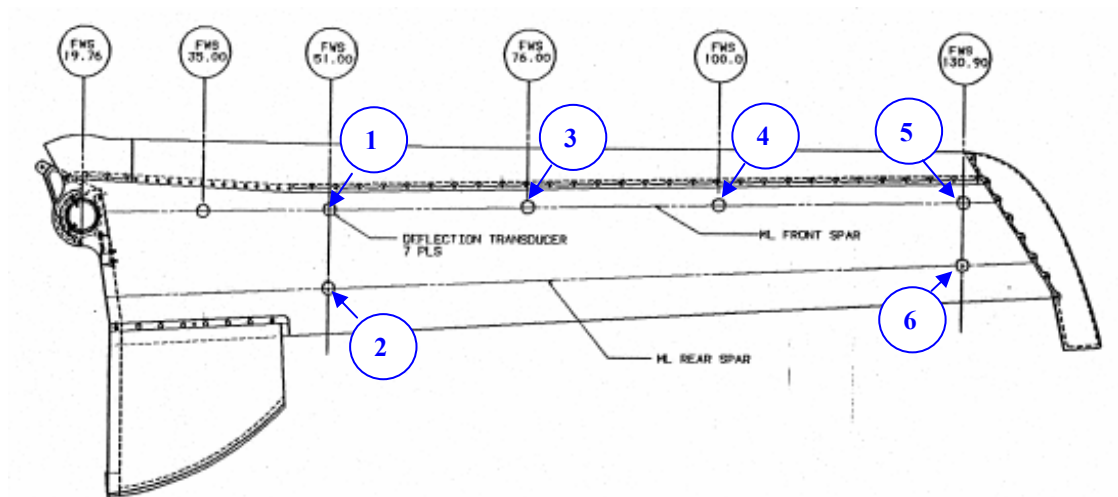 FWS
19.76
FWS
35.00
FWS
51.00
FWS
76.00
FWS
100.0
FWS
130.90
1
3
4
5
DEFLECTION TRANSDUCER
7 PLS
ML FRONT SPAR
2
6
ML REAR SPAR